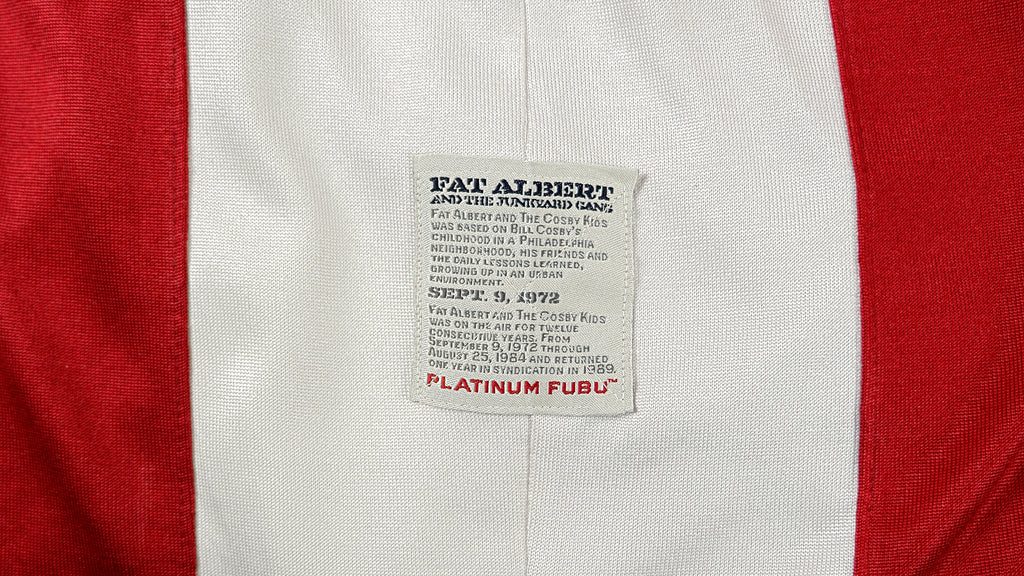 FAT ALBERT
AND THE JUNKYARD GANG
FAT ALBERT AND THE COSBY KIDS
WAS BASED ON BILL COSBY'S
CHILDHOOD IN A PHILADELPHIA
NEIGHBORHOOD, HIS FRIENDS AND
THE DAILY LESSONS LEARNED,
GROWING UP IN AN URBAN
ENVIRONMENT.
SEPT. 9, 1972
FAT ALBERT AND THE COSBY KIDS
WAS ON THE AIR FOR TWELVE
CONSECUTIVE YEARS. FROM
SEPTEMBER 9, 1972 THROUGH
AUGUST 25, 1984 AND RETURNED
ONE YEAR IN SYNDICATION IN 1989.
PLATINUM FUBU™